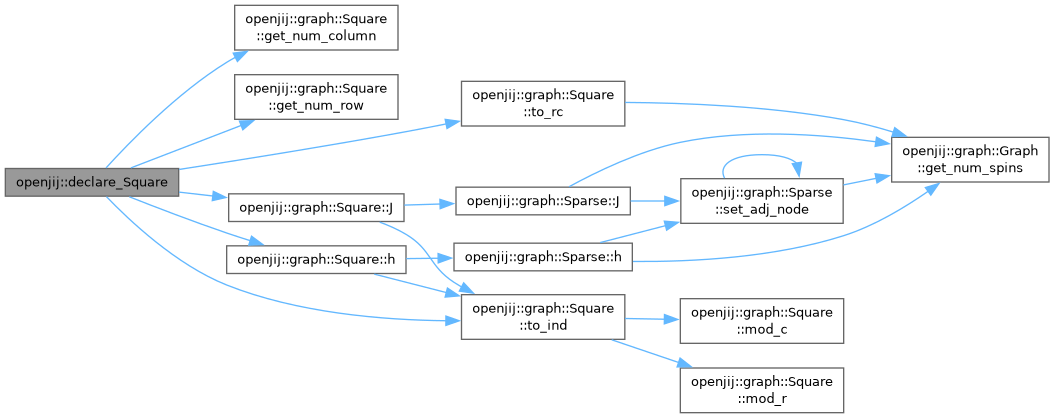 openjij::declare_Square
openjij::graph::Square
::get_num_column
openjij::graph::Square
::get_num_row
openjij::graph::Square
::to_rc
openjij::graph::Square::J
openjij::graph::Square::h
openjij::graph::Sparse::J
openjij::graph::Sparse::h
openjij::graph::Square
::to_ind
openjij::graph::Sparse
::set_adj_node
openjij::graph::Square
::mod_c
openjij::graph::Square
::mod_r
openjij::graph::Graph
::get_num_spins